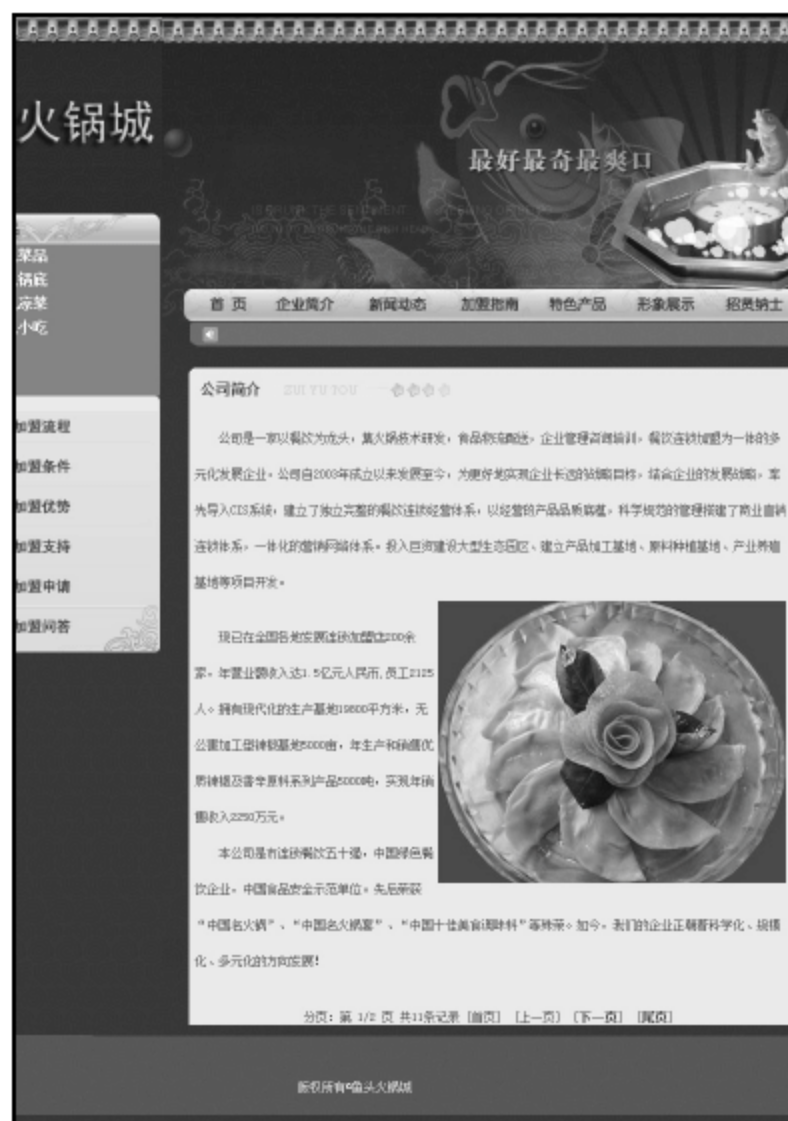 火锅城
最好最奇最爽口
菜品
锅底
凉菜
小吃
首 页 企业简介 新闻动态 加盟指南 特色产品 形象展示 招贤纳士
公司简介 ZUI YU TOU
加盟流程
加盟条件
加盟优势
加盟支持
加盟申请
加盟问答
公司是一家以餐饮为龙头，集火锅技术研发，食品物流配送，企业管理咨询培训，餐饮连锁加盟为一体的多
元化发展企业。公司自2003年成立以来发展至今，为更好地实现企业长远的战略目标，结合企业的发展战略，率
先导入CIS系统，建立了独立完整的餐饮连锁经营体系，以经营的产品品质底蕴，科学规范的管理搭建了商业直销
连锁体系，一体化的营销网络体系。投入巨资建设大型生态园区、建立产品加工基地、原料种植基地、产业养殖
基地等项目开发。
现已在全国各地发展连锁加盟店200余
家，年营业额收入达1.5亿元人民币,员工2125
人。拥有现代化的生产基地19800平方米，无
公害加工型辣椒基地5000亩，年生产和销售优
质辣椒及香辛原料系列产品5000吨，实现年销
售收入2250万元。
本公司是市连锁餐饮五十强，中国绿色餐
饮企业。中国食品安全示范单位。先后荣获
“中国名火锅”、“中国名火锅宴”、“中国十佳美食调味料”等殊荣。如今，我们的企业正朝着科学化、规模
化、多元化的方向发展！
分页：第 1/2 页 共11条记录 [首页] [上一页] [下一页] [尾页]
版权所有©鱼头火锅城